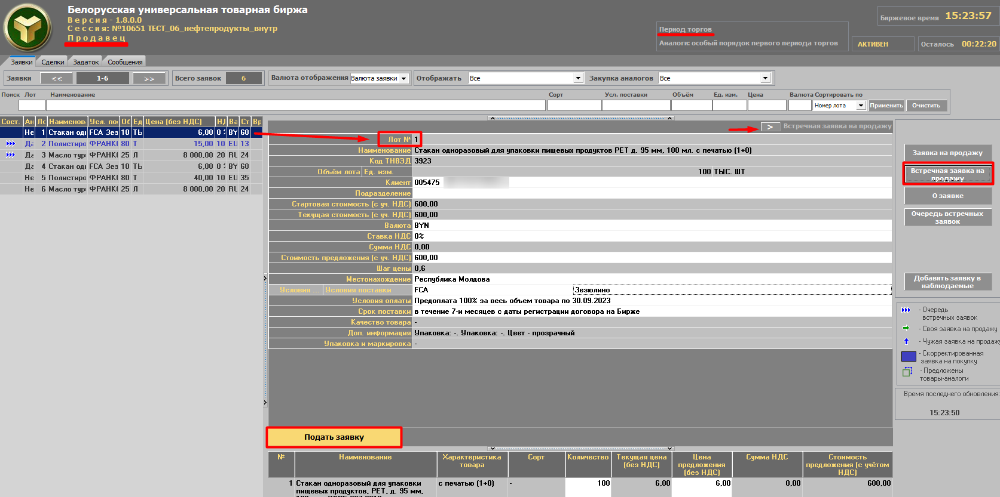 Белорусская универсальная товарная биржа
Версия - 1.8.0.0
Сессия: №10651 ТЕСТ_06_нефтепродукты_внутр
Продавец
Период торгов
Аналоги: особый порядок первого периода торгов
АКТИВЕН
Биржевое время 15:23:57
Осталось 00:22:20
Заявки Сделки Задаток Сообщения
Заявки << 1-6 >> Всего заявок 6 Валюта отображения Валюта заявки Отображать Все Закупка аналогов Все
Поиск Лот Наименование Сорт Усл. поставки Объём Ед. изм. Цена Валюта Сортировать по
Номер лота Применить Очистить
Сост. Ан Лс Наименова Усл. по Об Ед Цена (без НДС) НД Ва Ст Вр
Не 1 Стакан од FCA Зез 10 ТЬ 6,00 0 BY 60
Да 2 Полистиро ФРАНКІ 80 Т 15,00 10 EU 13
Да 3 Масло тур ФРАНКІ 25 Л 8 000,00 20 RL 24
Да 4 Стакан од FCA Зез 10 ТЬ 6,00 0 BY 60
Не 5 Полистиро ФРАНКІ 80 Т 40,00 10 EU 35
Не 6 Масло тур ФРАНКІ 25 Л 8 000,00 20 RL 24
> Встречная заявка на продажу
Лот № 1
Наименование Стакан одноразовый для упаковки пищевых продуктов PET д. 95 мм, 100 мл. с печатью (1+0)
Код ТНВЭД 3923
Объём лота Ед. изм. 100 ТЫС. ШТ
Клиент 005475
Подразделение
Стартовая стоимость (с уч. НДС) 600,00
Текущая стоимость (с уч. НДС) 600,00
Валюта BYN
Ставка НДС 0%
Сумма НДС 0,00
Стоимость предложения (с уч. НДС) 600,00
Шаг цены 0,6
Местонахождение Республика Молдова
Условия ... Условия поставки FCA Зезюлино
Условия оплаты Предоплата 100% за весь объем товара по 30.09.2023
Срок поставки в течение 7-и месяцев с даты регистрации договора на Бирже
Качество товара -
Доп. информация Упаковка: -. Упаковка: -. Цвет - прозрачный
Упаковка и маркировка -
Подать заявку
Заявка на продажу
Встречная заявка на
продажу
О заявке
Очередь встречных
заявок
Добавить заявку в
наблюдаемые
- Очередь
встречных заявок
- Своя заявка на продажу
- Чужая заявка на продажу
- Скорректированная
заявка на покупку
- Предложены
товары-аналоги
Время последнего обновления:
15:23:50
№ Наименование Характеристика
товара Сорт Количество Текущая цена
(без НДС) Цена
предложения
(без НДС) Сумма НДС Стоимость
предложения (с учётом
НДС)
1 Стакан одноразовый для упаковки с печатью (1+0) - 100 6,00 6,00 0,00 600,00
пищевых продуктов, PET, д. 95 мм,